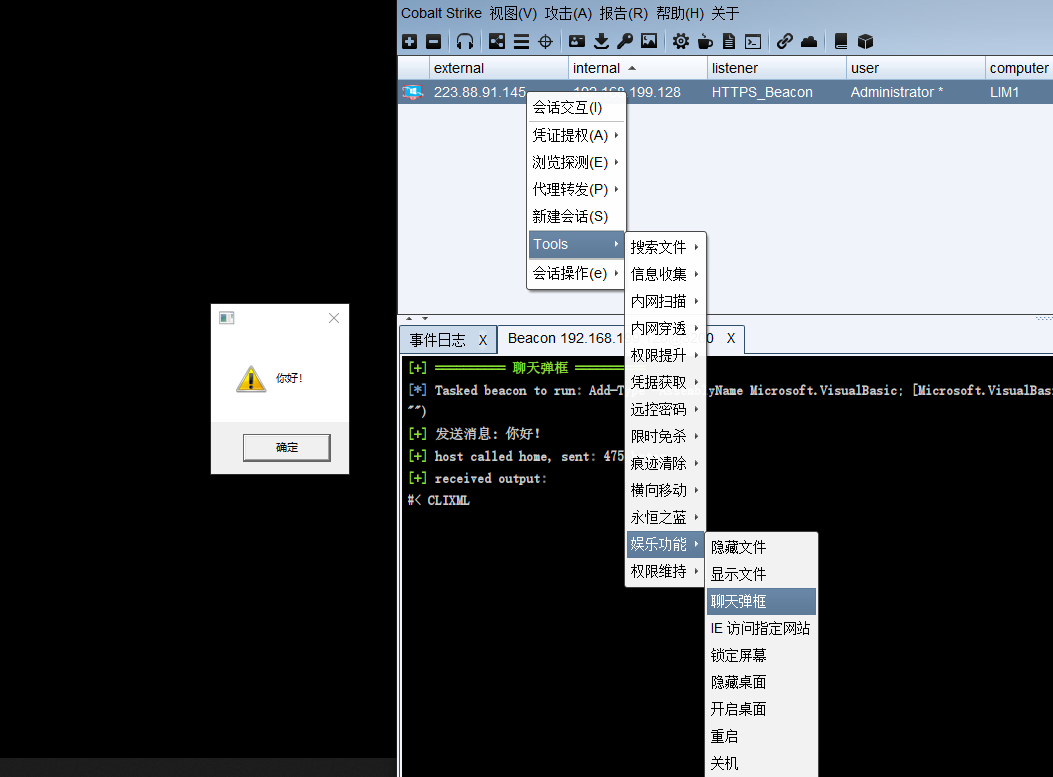 Cobalt Strike 视图(V) 攻击(A) 报告(R) 帮助(H) 关于
external internal listener user computer
223.88.91.145 192.168.199.128 HTTPS_Beacon Administrator * LIM1
会话交互(I)
凭证提权(A)
浏览探测(E)
代理转发(P)
新建会话(S)
Tools
会话操作(e)
搜索文件
信息收集
内网扫描
内网穿透
权限提升
凭据获取
远控密码
限时免杀
痕迹清除
横向移动
永恒之蓝
娱乐功能
权限维持
隐藏文件
显示文件
聊天弹框
IE 访问指定网站
锁定屏幕
隐藏桌面
开启桌面
重启
关机
你好!
确定
事件日志 X
Beacon 192.168.1 0 X
[+] ========== 聊天弹框 =======
[*] Tasked beacon to run: Add-T yName Microsoft.VisualBasic; [Microsoft.VisualBas
"")
[+] 发送消息: 你好!
[+] host called home, sent: 475
[+] received output:
#< CLIXML